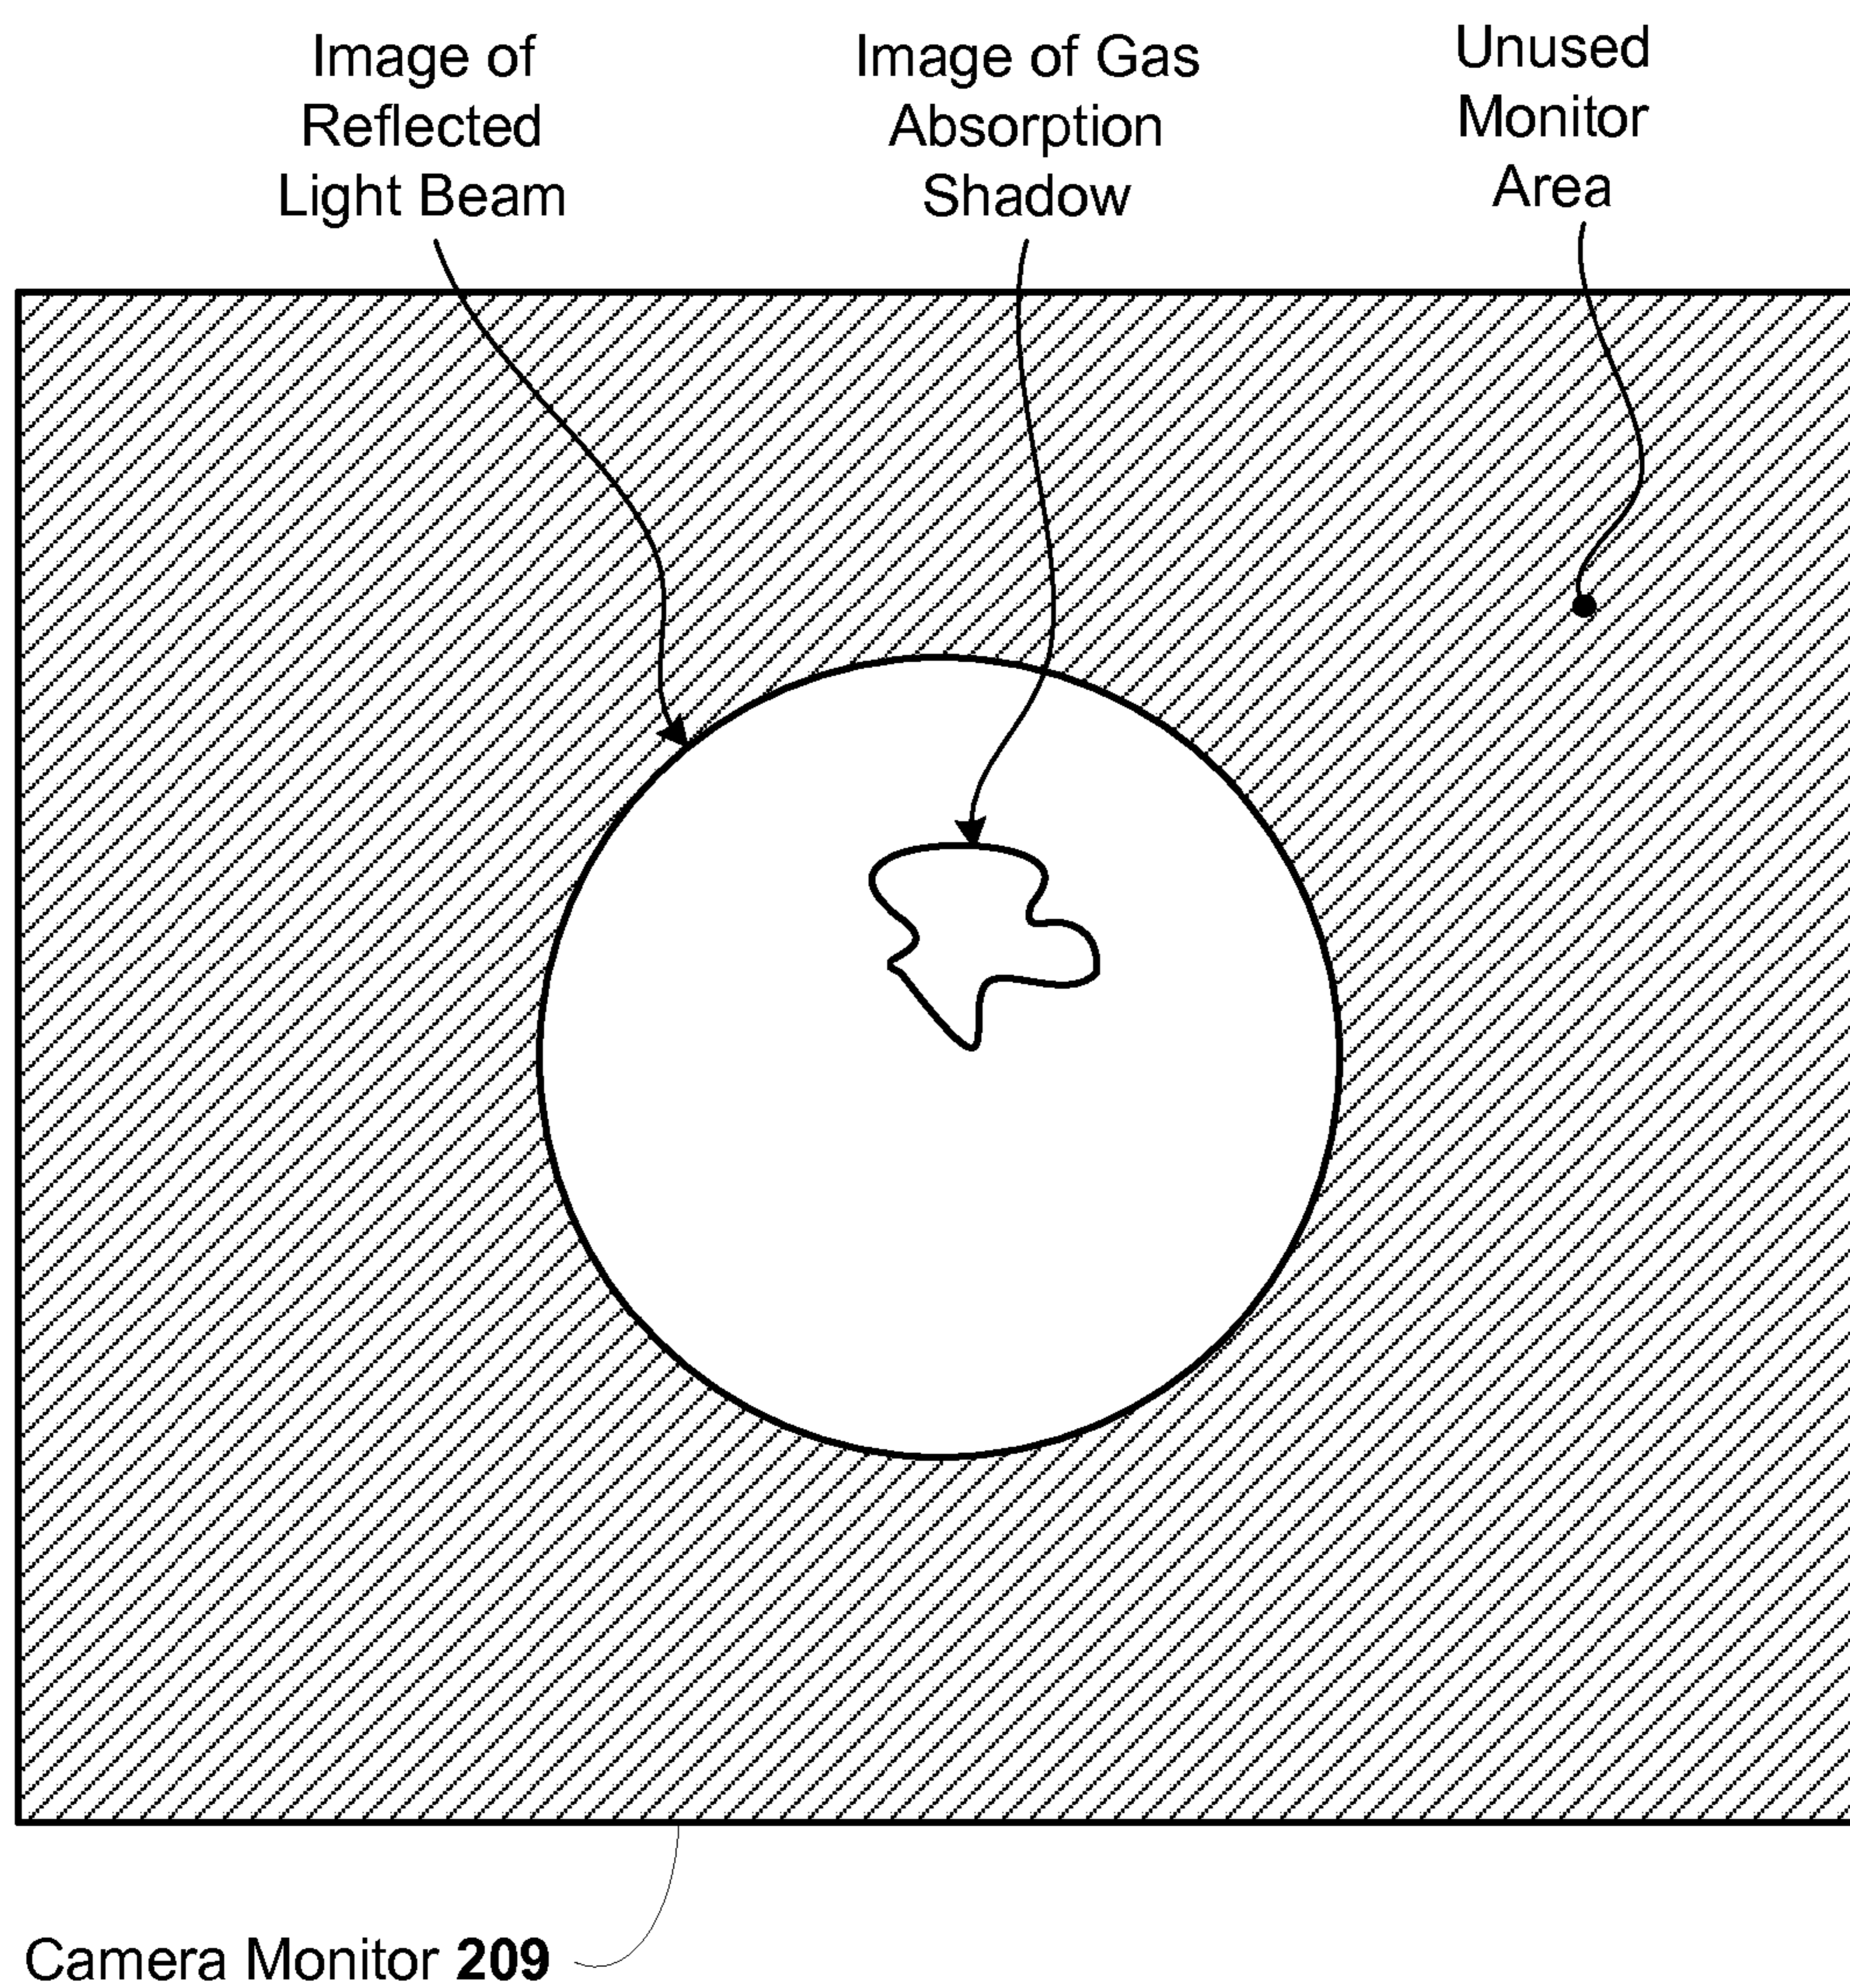 Image of
Reflected
Light Beam
Image of Gas
Absorption
Shadow
Unused
Monitor
Area
Camera Monitor 209